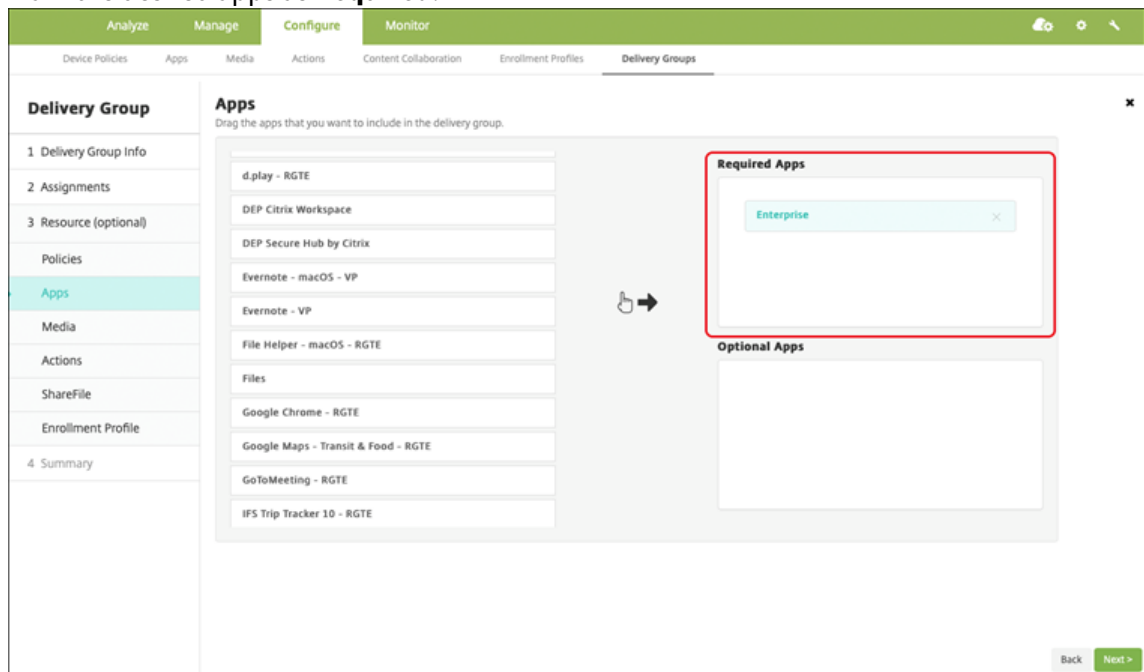 Analyze Manage Configure Monitor
Device Policies Apps Media Actions Content Collaboration Enrollment Profiles Delivery Groups
Delivery Group
1 Delivery Group Info
2 Assignments
3 Resource (optional)
Policies
Apps
Media
Actions
ShareFile
Enrollment Profile
4 Summary
Apps
Drag the apps that you want to include in the delivery group.
d.play - RGTE
DEP Citrix Workspace
DEP Secure Hub by Citrix
Evernote - macOS - VP
Evernote - VP
File Helper - macOS - RGTE
Files
Google Chrome - RGTE
Google Maps - Transit & Food - RGTE
GoToMeeting - RGTE
IFS Trip Tracker 10 - RGTE
Required Apps
Enterprise
Optional Apps
Back Next >